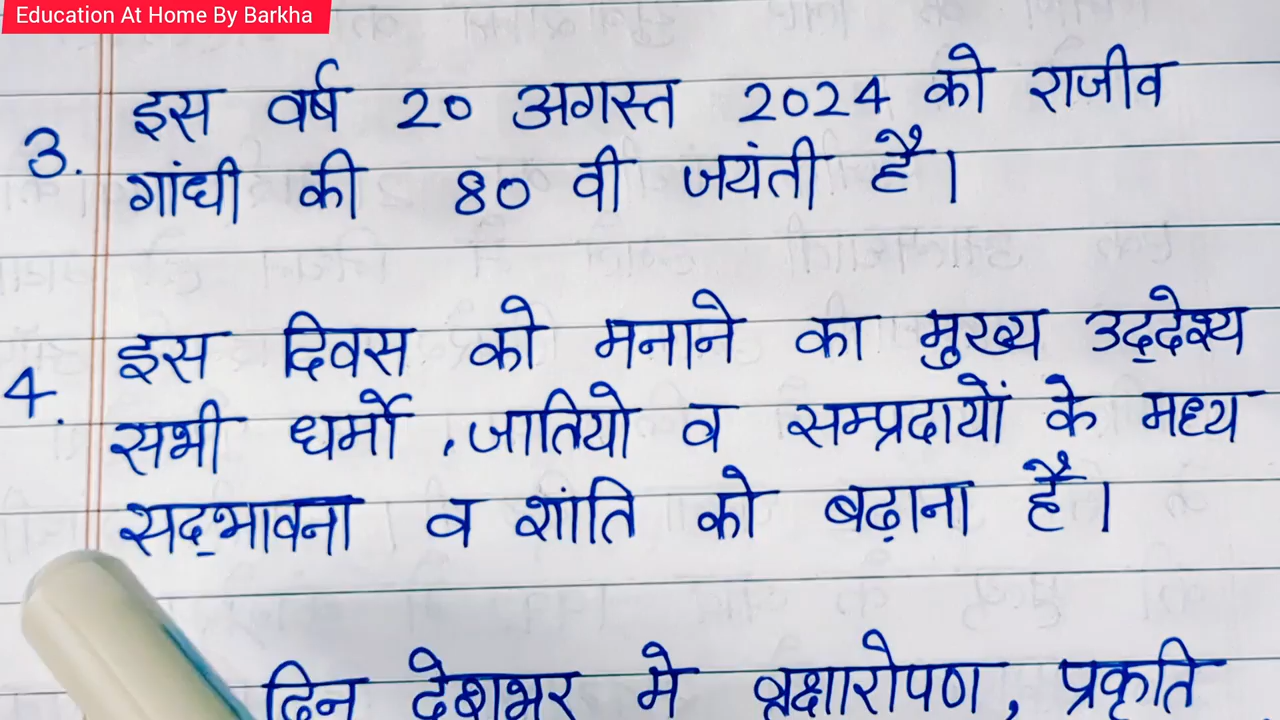 Education At Home By Barkha
इस वर्ष 20 अगस्त 2024 को राजीव
3.
गांधी की 80 वी जयंती है।
इस दिवस को मनाने का मुख्य उद्‌देश्य
4.
सभी धर्मो , जातियो व सम्प्रदायों के मध्य
सद्‌भावना व शांति को बढ़ाना है।
दिन देशभर मे वृक्षारोपण , प्रकृति